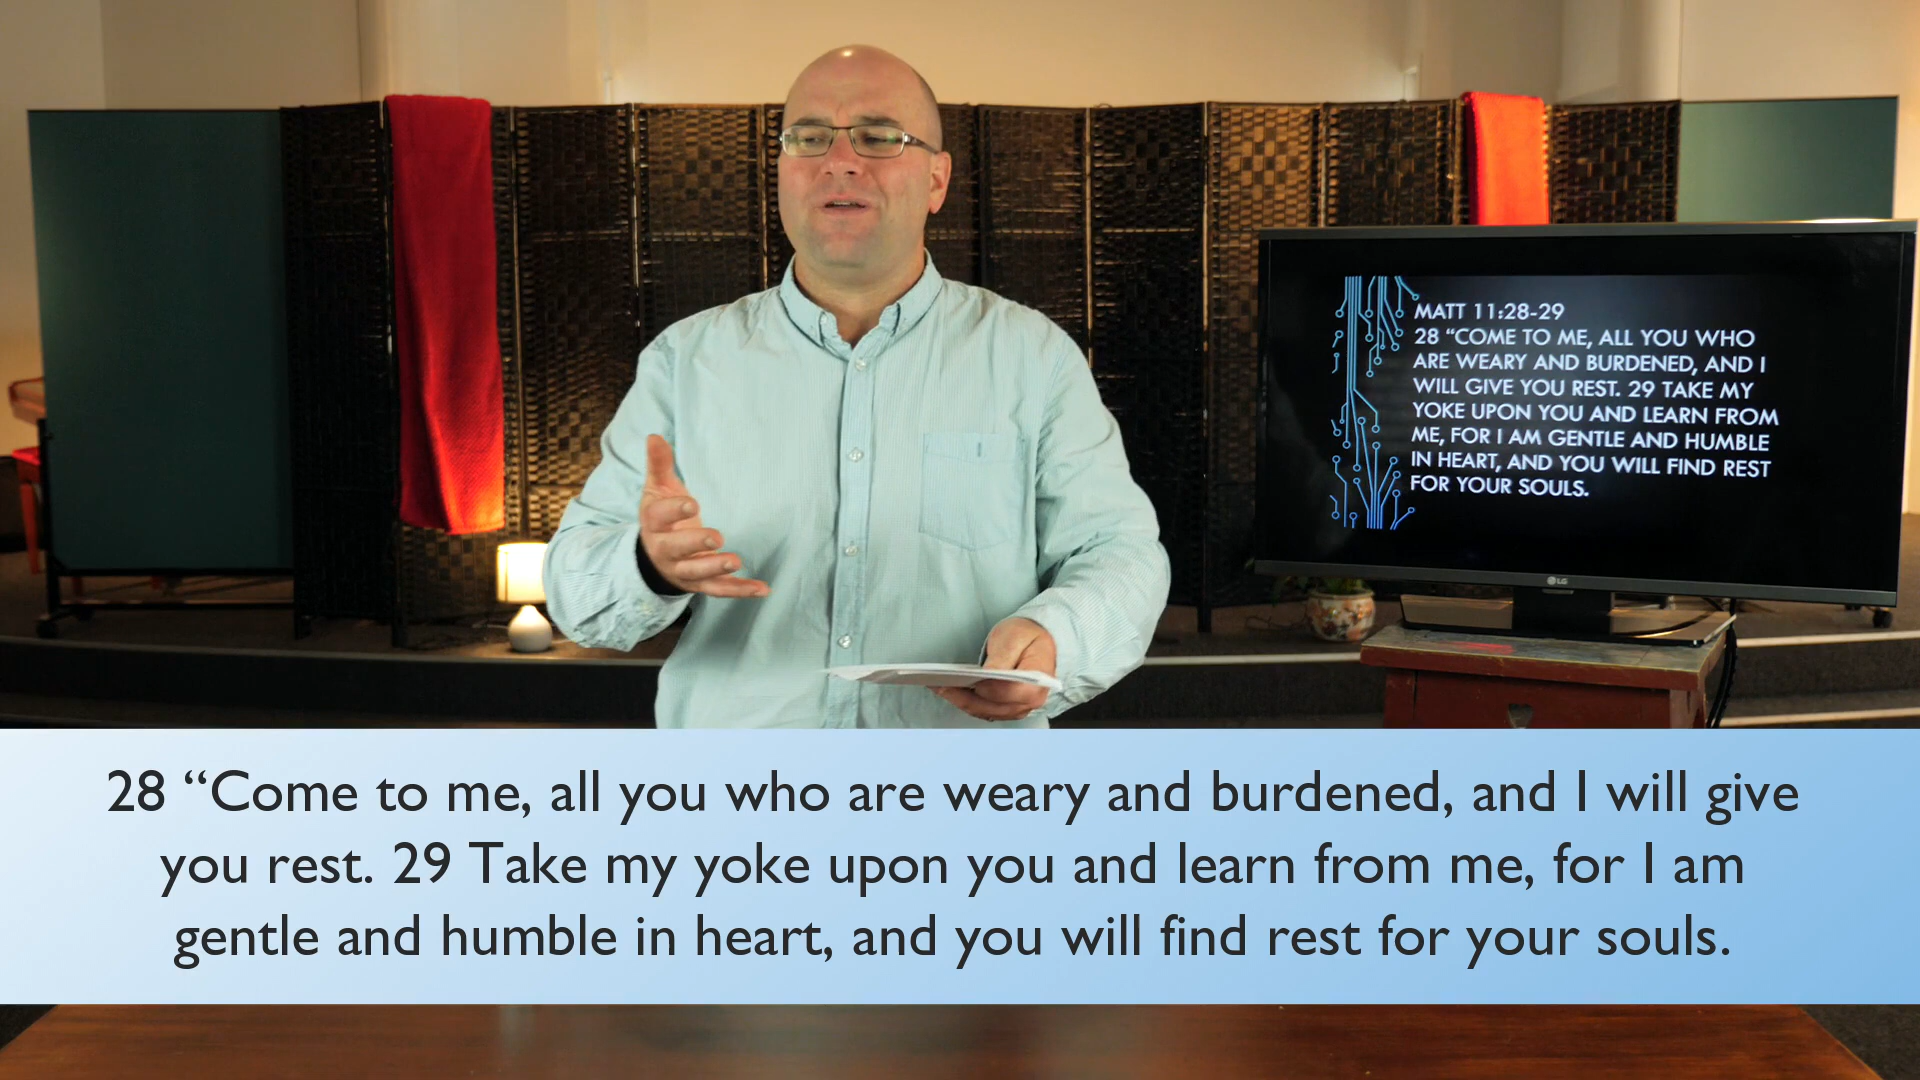 MATT 11:28-29
28 “COME TO ME, ALL YOU WHO
ARE WEARY AND BURDENED, AND I
WILL GIVE YOU REST. 29 TAKE MY
YOKE UPON YOU AND LEARN FROM
ME, FOR I AM GENTLE AND HUMBLE
IN HEART, AND YOU WILL FIND REST
FOR YOUR SOULS.
LG
28 “Come to me, all you who are weary and burdened, and I will give
you rest. 29 Take my yoke upon you and learn from me, for I am
gentle and humble in heart, and you will find rest for your souls.